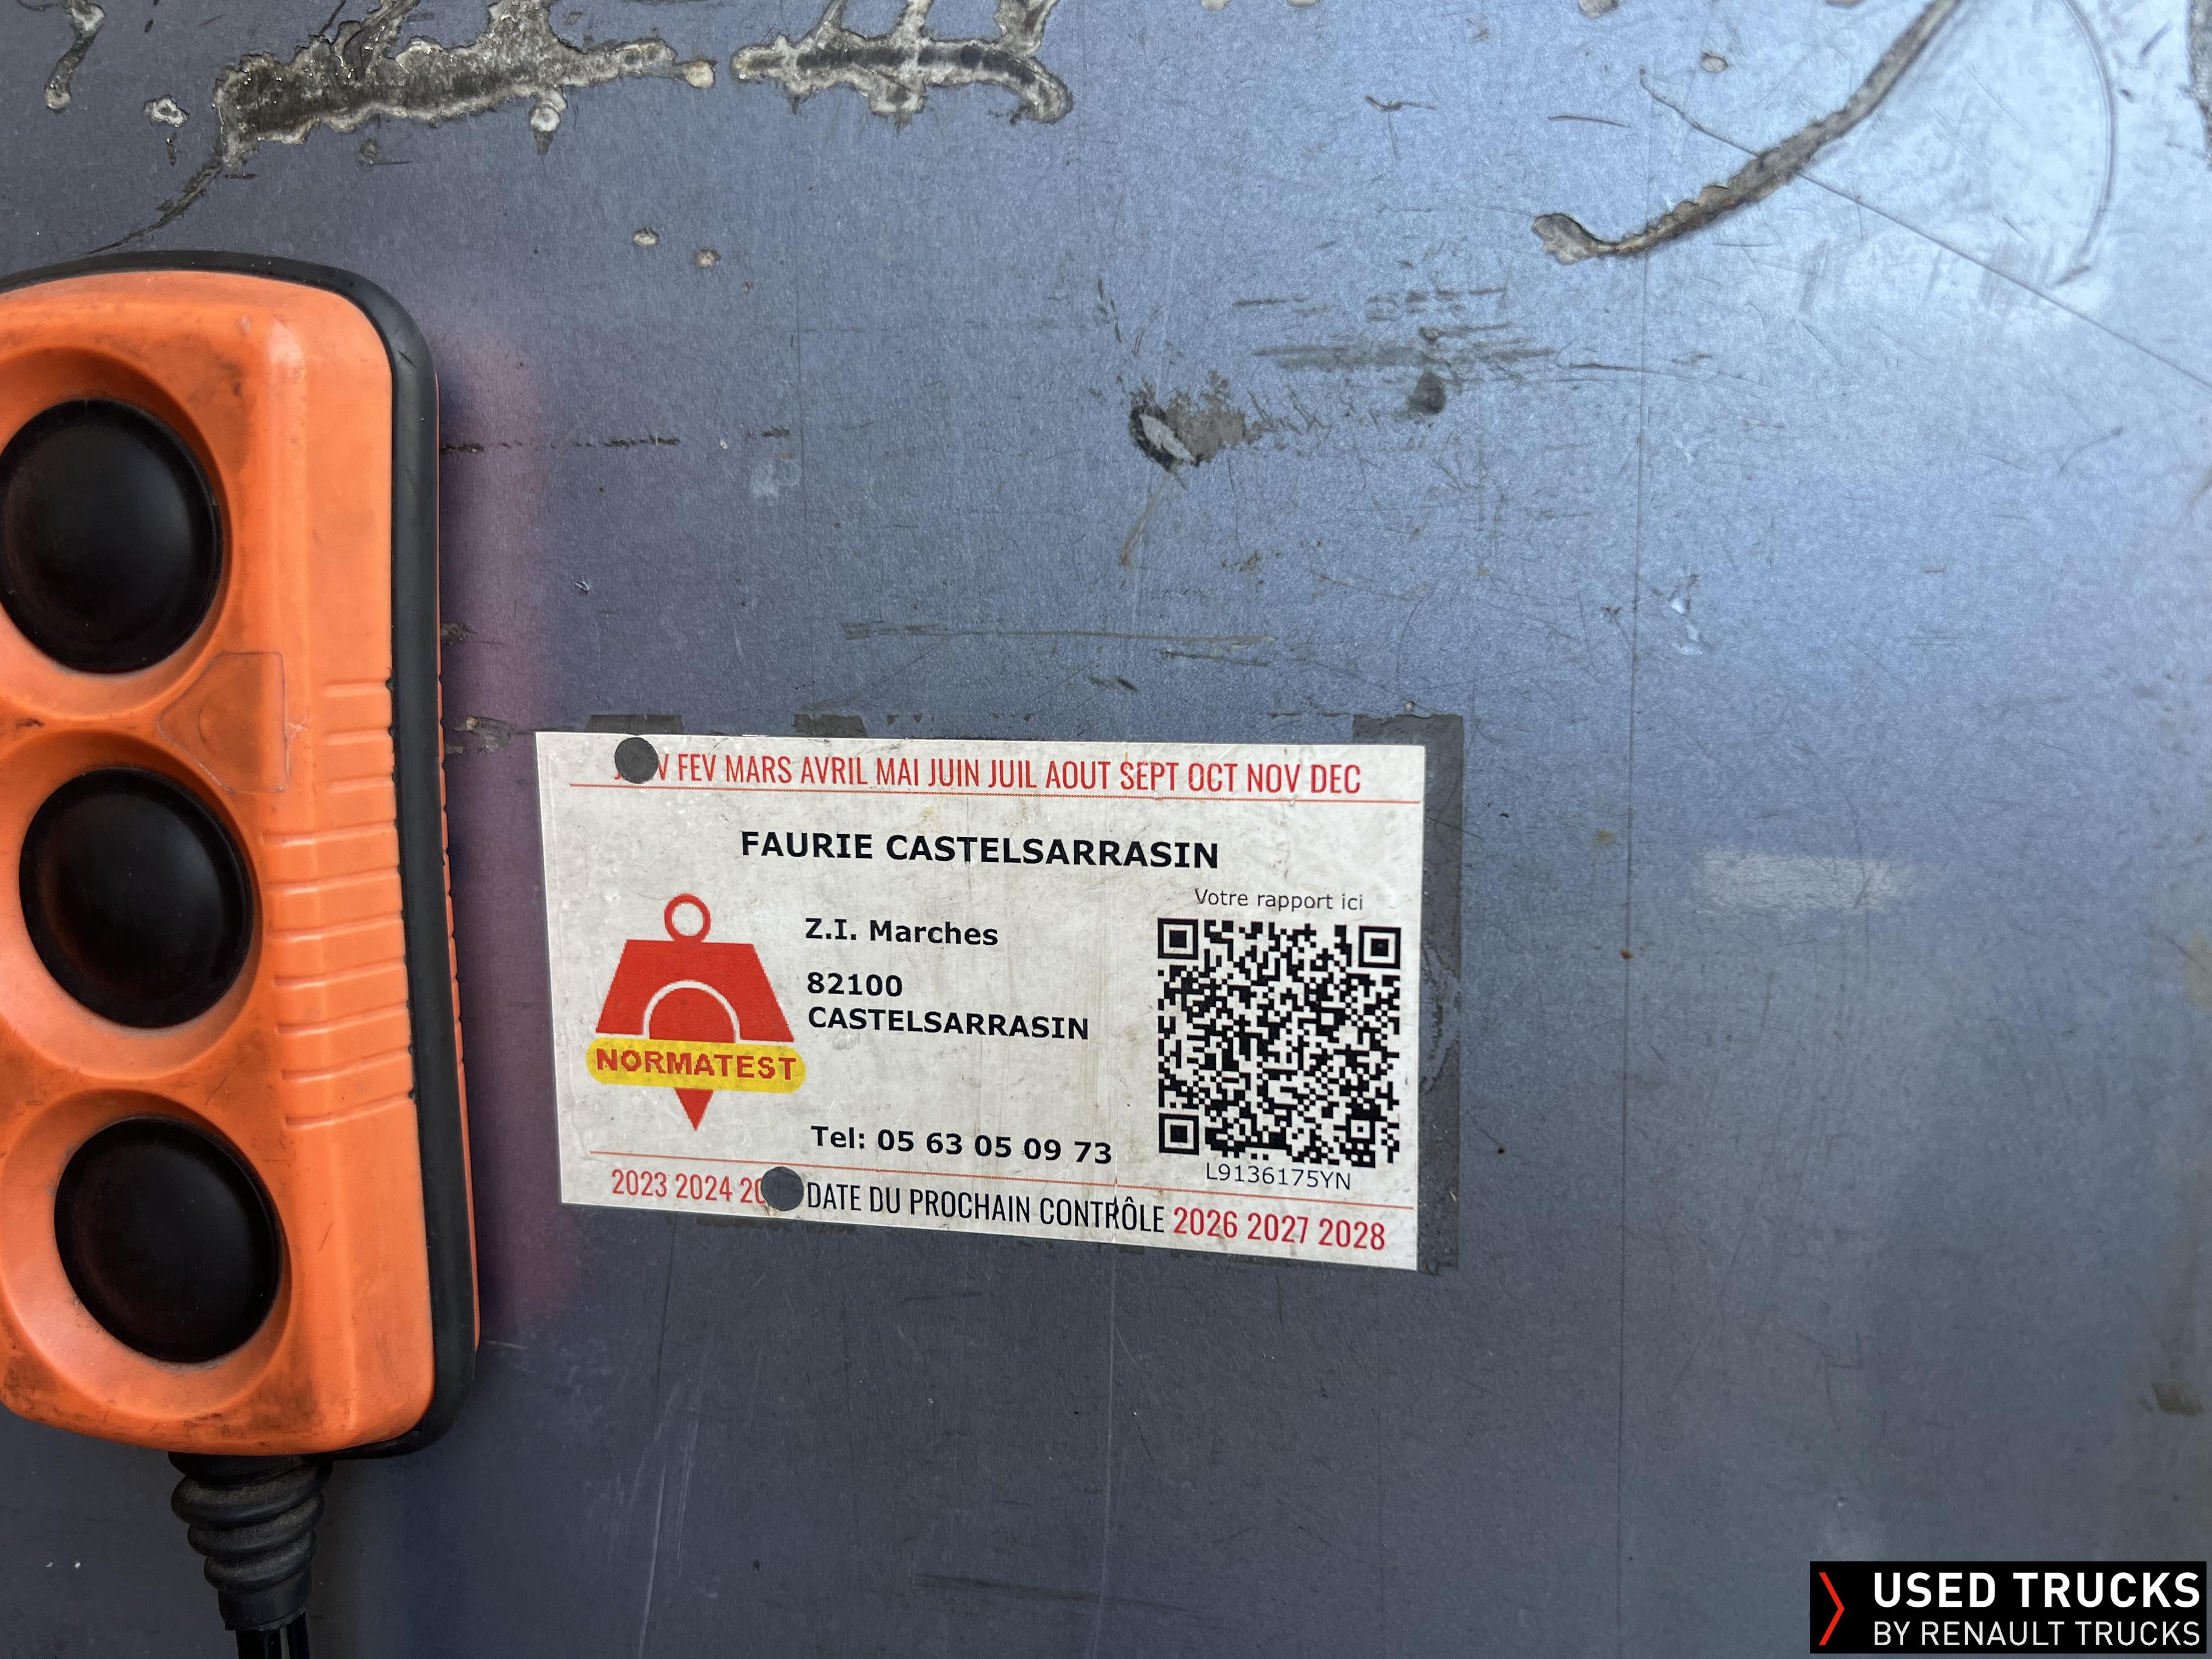 FEV MARS AVRIL MAI JUIN JUIL AOUT SEPT OCT NOV DEC
FAURIE CASTELSARRASIN
Votre rapport ici
Z.I. Marches
82100
CASTELSARRASIN
NORMATEST
Tel: 05 63 05 09 73
L9136175YN
2023 2024 DATE DU PROCHAIN CONTRÔLE 2026 2027 2028
USED TRUCKS
BY RENAULT TRUCKS